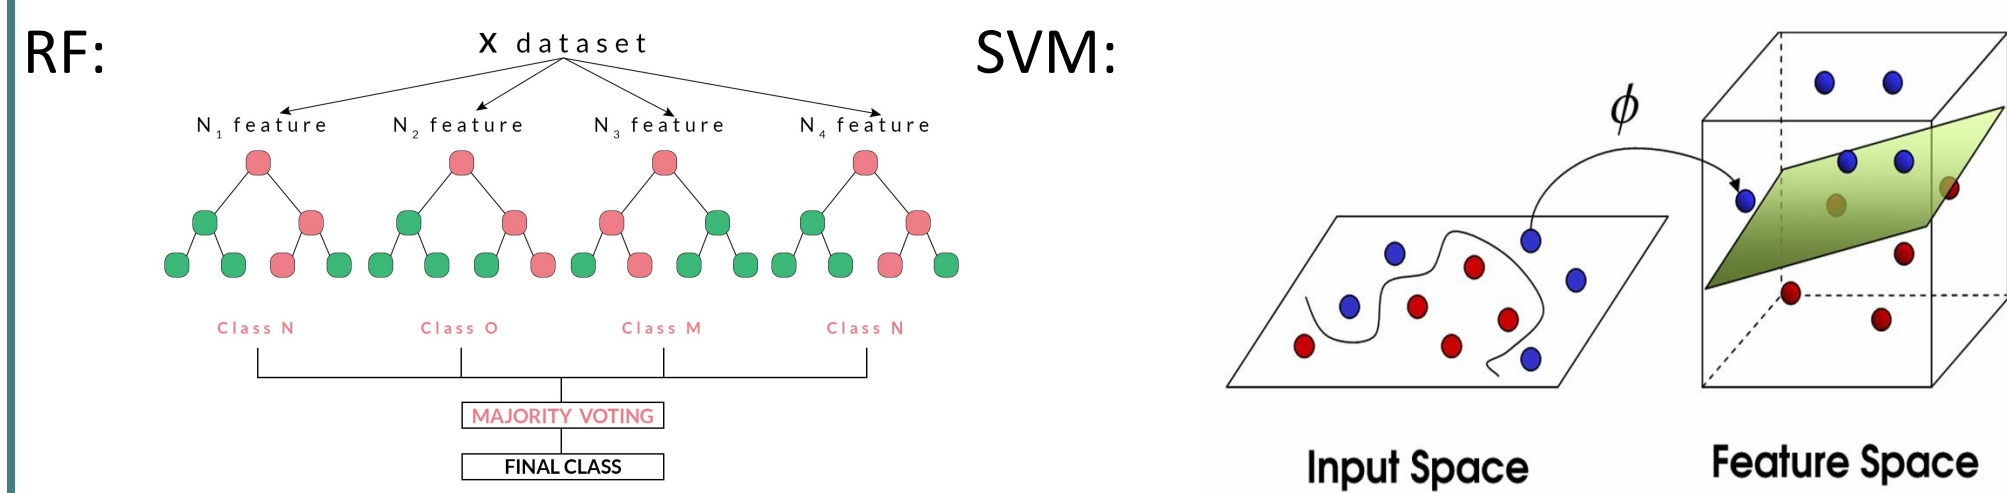 RF:
X dataset
N1 feature
N2 feature
N3 feature
N4 feature
Class N
Class O
Class M
Class N
MAJORITY VOTING
FINAL CLASS
SVM:
ϕ
Input Space
Feature Space